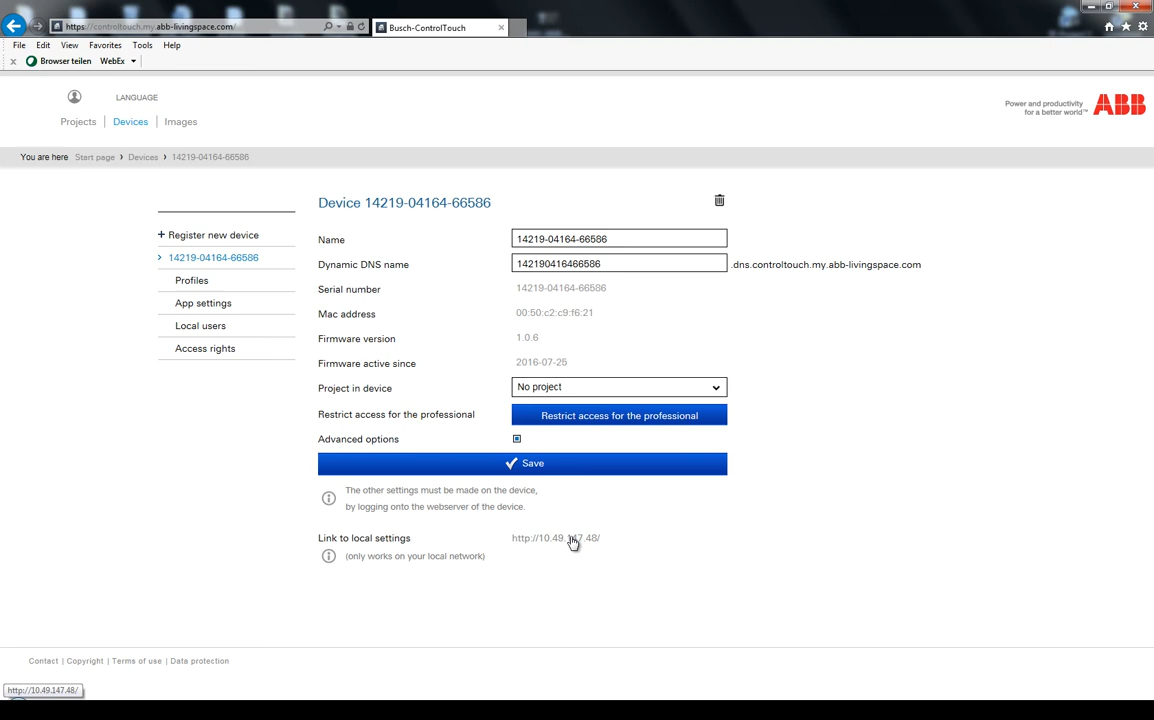 https://controltouch.my.abb-livingspace.com/
Busch-ControlTouch
File Edit View Favorites Tools Help
x Browser teilen WebEx
LANGUAGE
Projects | Devices | Images
Power and productivity
for a better world™
ABB
You are here Start page › Devices › 14219-04164-66586
Device 14219-04164-66586
+ Register new device
› 14219-04164-66586
Profiles
App settings
Local users
Access rights
Name 14219-04164-66586
Dynamic DNS name 142190416466586 .dns.controltouch.my.abb-livingspace.com
Serial number 14219-04164-66586
Mac address 00:50:c2:c9:f6:21
Firmware version 1.0.6
Firmware active since 2016-07-25
Project in device No project
Restrict access for the professional Restrict access for the professional
Advanced options
Save
The other settings must be made on the device,
by logging onto the webserver of the device.
Link to local settings http://10.49.147.48/
(only works on your local network)
Contact | Copyright | Terms of use | Data protection
http://10.49.147.48/